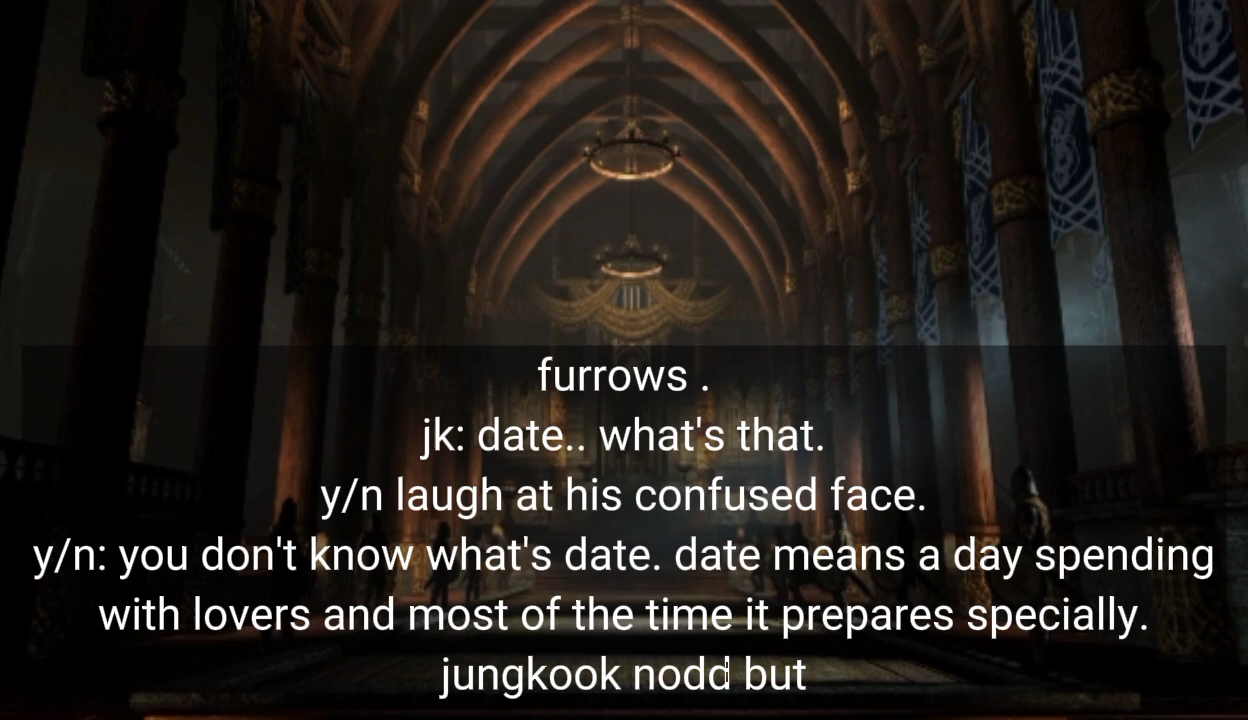 furrows .
jk: date.. what's that.
y/n laugh at his confused face.
y/n: you don't know what's date. date means a day spending
with lovers and most of the time it prepares specially.
jungkook nodd but